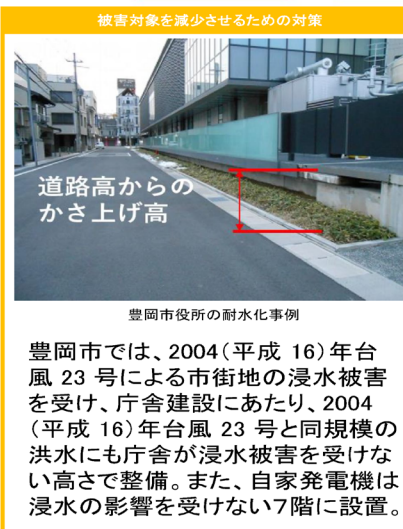 被害対象を減少させるための対策
道路高からの
かさ上げ高
豊岡市役所の耐水化事例
豊岡市では、2004（平成 16）年台
風 23 号による市街地の浸水被害
を受け、庁舎建設にあたり、2004
（平成 16）年台風 23 号と同規模の
洪水にも庁舎が浸水被害を受けな
い高さで整備。また、自家発電機は
浸水の影響を受けない７階に設置。